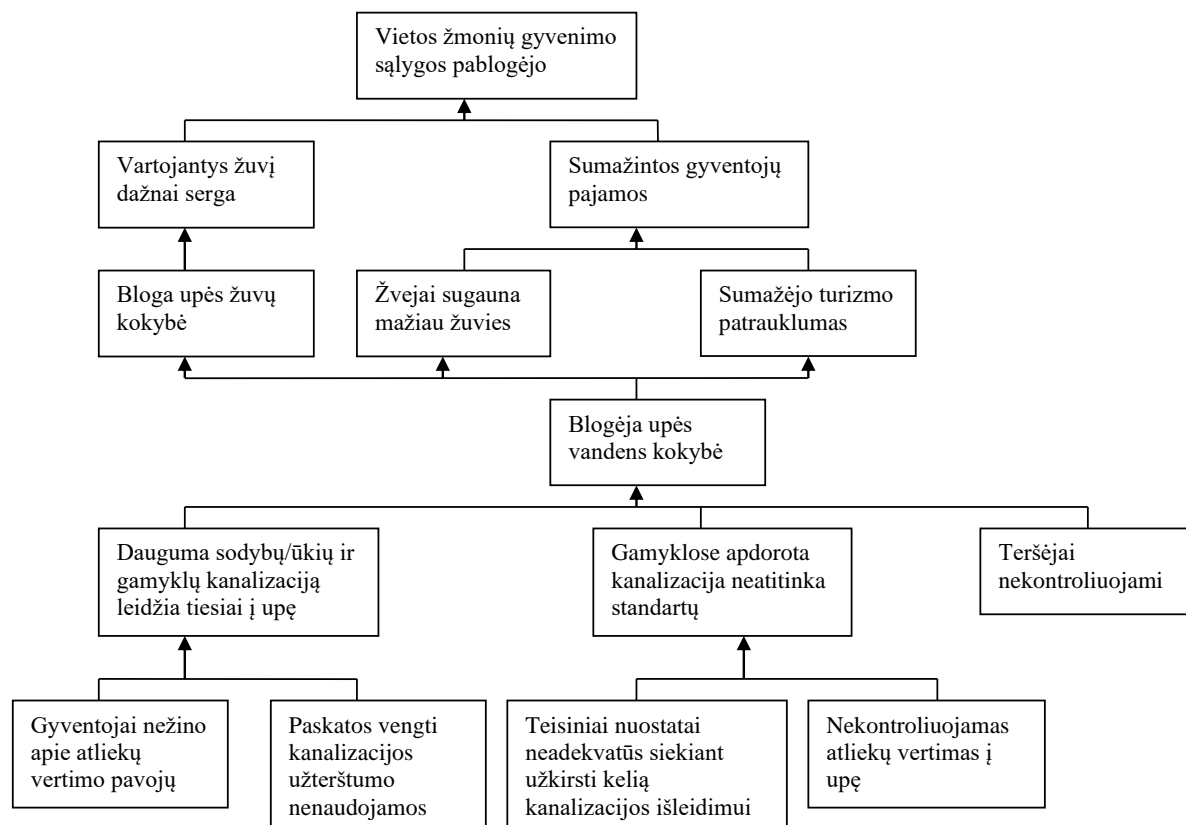 Vietos žmonių gyvenimo
sąlygos pablogėjo
Vartojantys žuvį
dažnai serga
Sumažintos gyventojų
pajamos
Bloga upės žuvų
kokybė
Žvejai sugauna
mažiau žuvies
Sumažėjo turizmo
patrauklumas
Blogėja upės
vandens kokybė
Dauguma sodybų/ūkių ir
gamyklų kanalizaciją
leidžia tiesiai į upę
Gamyklose apdorota
kanalizacija neatitinka
standartų
Teršėjai
nekontroliuojami
Gyventojai nežino
apie atliekų
vertimo pavojų
Paskatos vengti
kanalizacijos
užterštumo
nenaudojamos
Teisiniai nuostatai
neadekvatūs siekiant
užkirsti kelią
kanalizacijos išleidimui
Nekontroliuojamas
atliekų vertimas į
upę